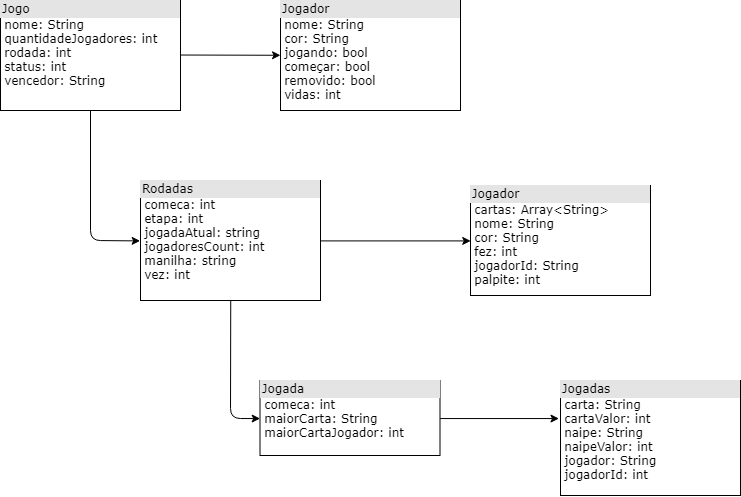 Jogo
nome: String
quantidadeJogadores: int
rodada: int
status: int
vencedor: String
Jogador
nome: String
cor: String
jogando: bool
começar: bool
removido: bool
vidas: int
Rodadas
comeca: int
etapa: int
jogadaAtual: string
jogadoresCount: int
manilha: string
vez: int
Jogador
cartas: Array<String>
nome: String
cor: String
fez: int
jogadorId: String
palpite: int
Jogada
comeca: int
maiorCarta: String
maiorCartaJogador: int
Jogadas
carta: String
cartaValor: int
naipe: String
naipeValor: int
jogador: String
jogadorId: int